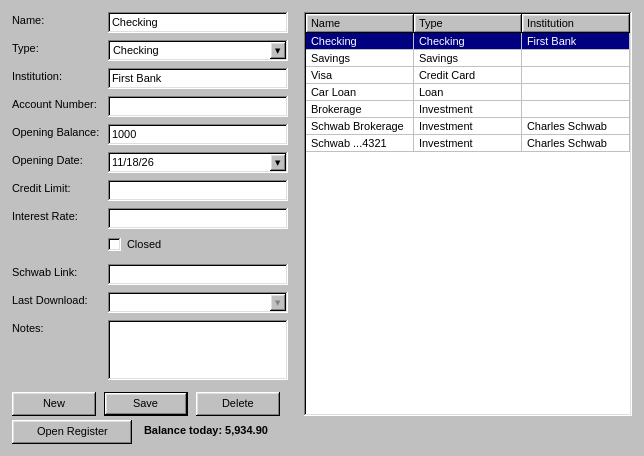 Name: Checking
Type: Checking
Institution: First Bank
Account Number:
Opening Balance: 1000
Opening Date: 11/18/26
Credit Limit:
Interest Rate:
Closed
Schwab Link:
Last Download:
Notes:
New Save Delete
Open Register Balance today: 5,934.90
Name Type Institution
Checking Checking First Bank
Savings Savings
Visa Credit Card
Car Loan Loan
Brokerage Investment
Schwab Brokerage Investment Charles Schwab
Schwab ...4321 Investment Charles Schwab